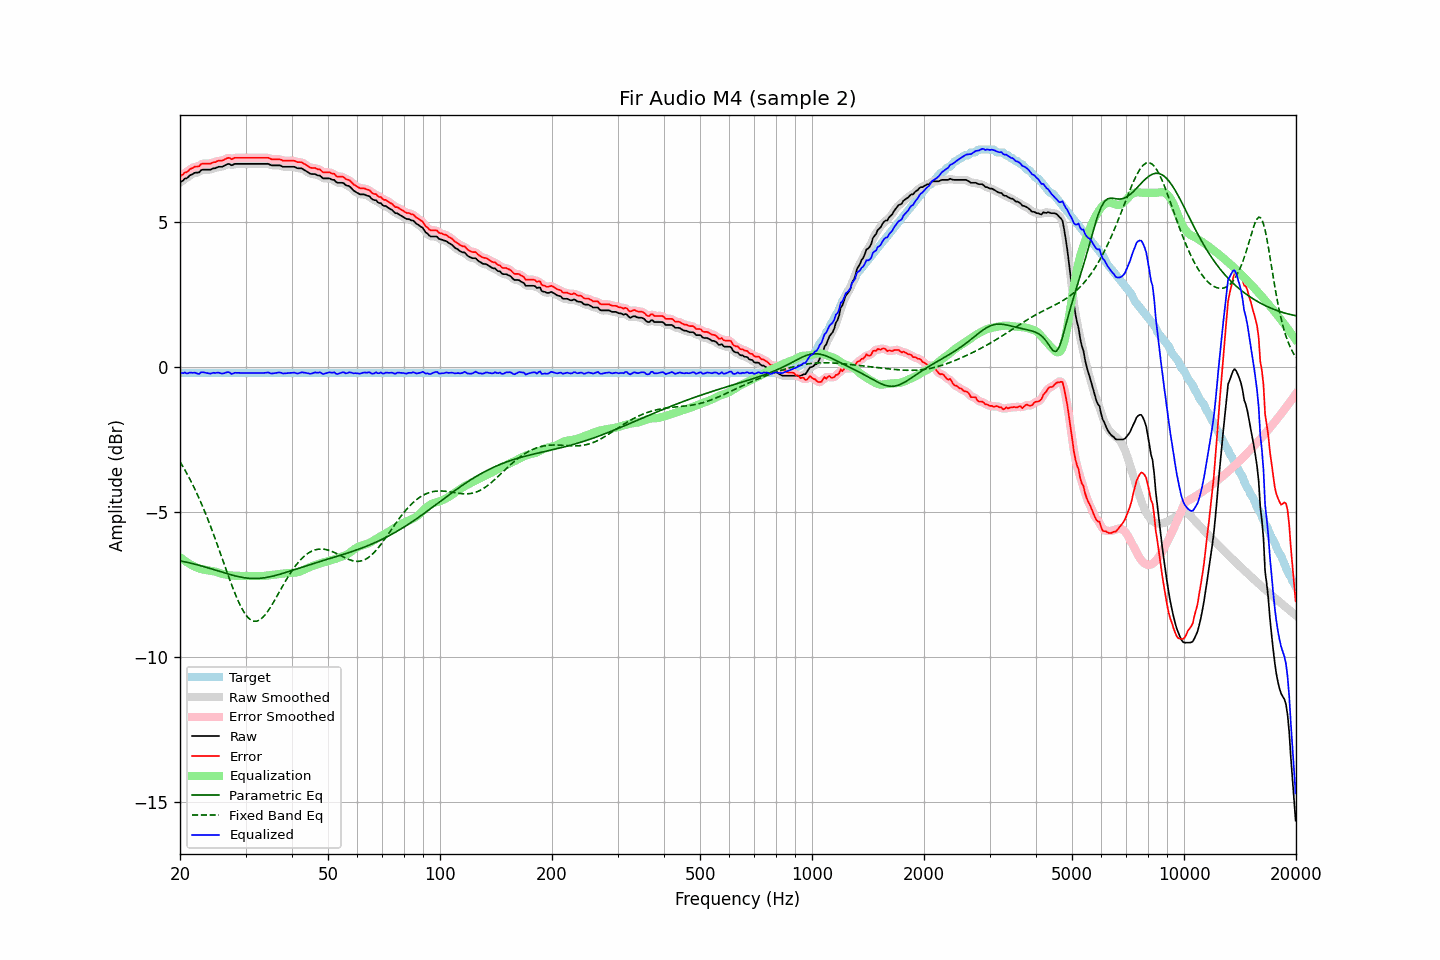 Fir Audio M4 (sample 2)
Amplitude (dBr)
5
0
−5
−10
−15
Target
Raw Smoothed
Error Smoothed
Raw
Error
Equalization
Parametric Eq
Fixed Band Eq
Equalized
20 50 100 200 500 1000 2000 5000 10000 20000
Frequency (Hz)